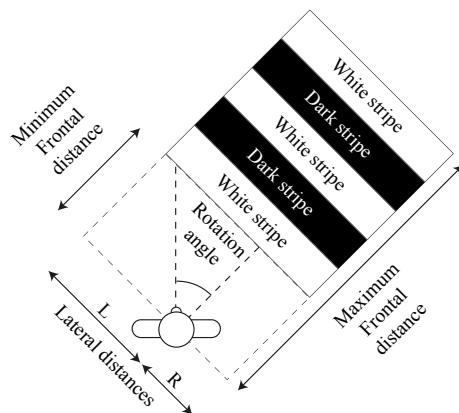 White stripe
Dark stripe
White stripe
Dark stripe
White stripe
Minimum
Frontal
distance
Rotation
angle
L
R
Lateral distances
Maximum
Frontal
distance